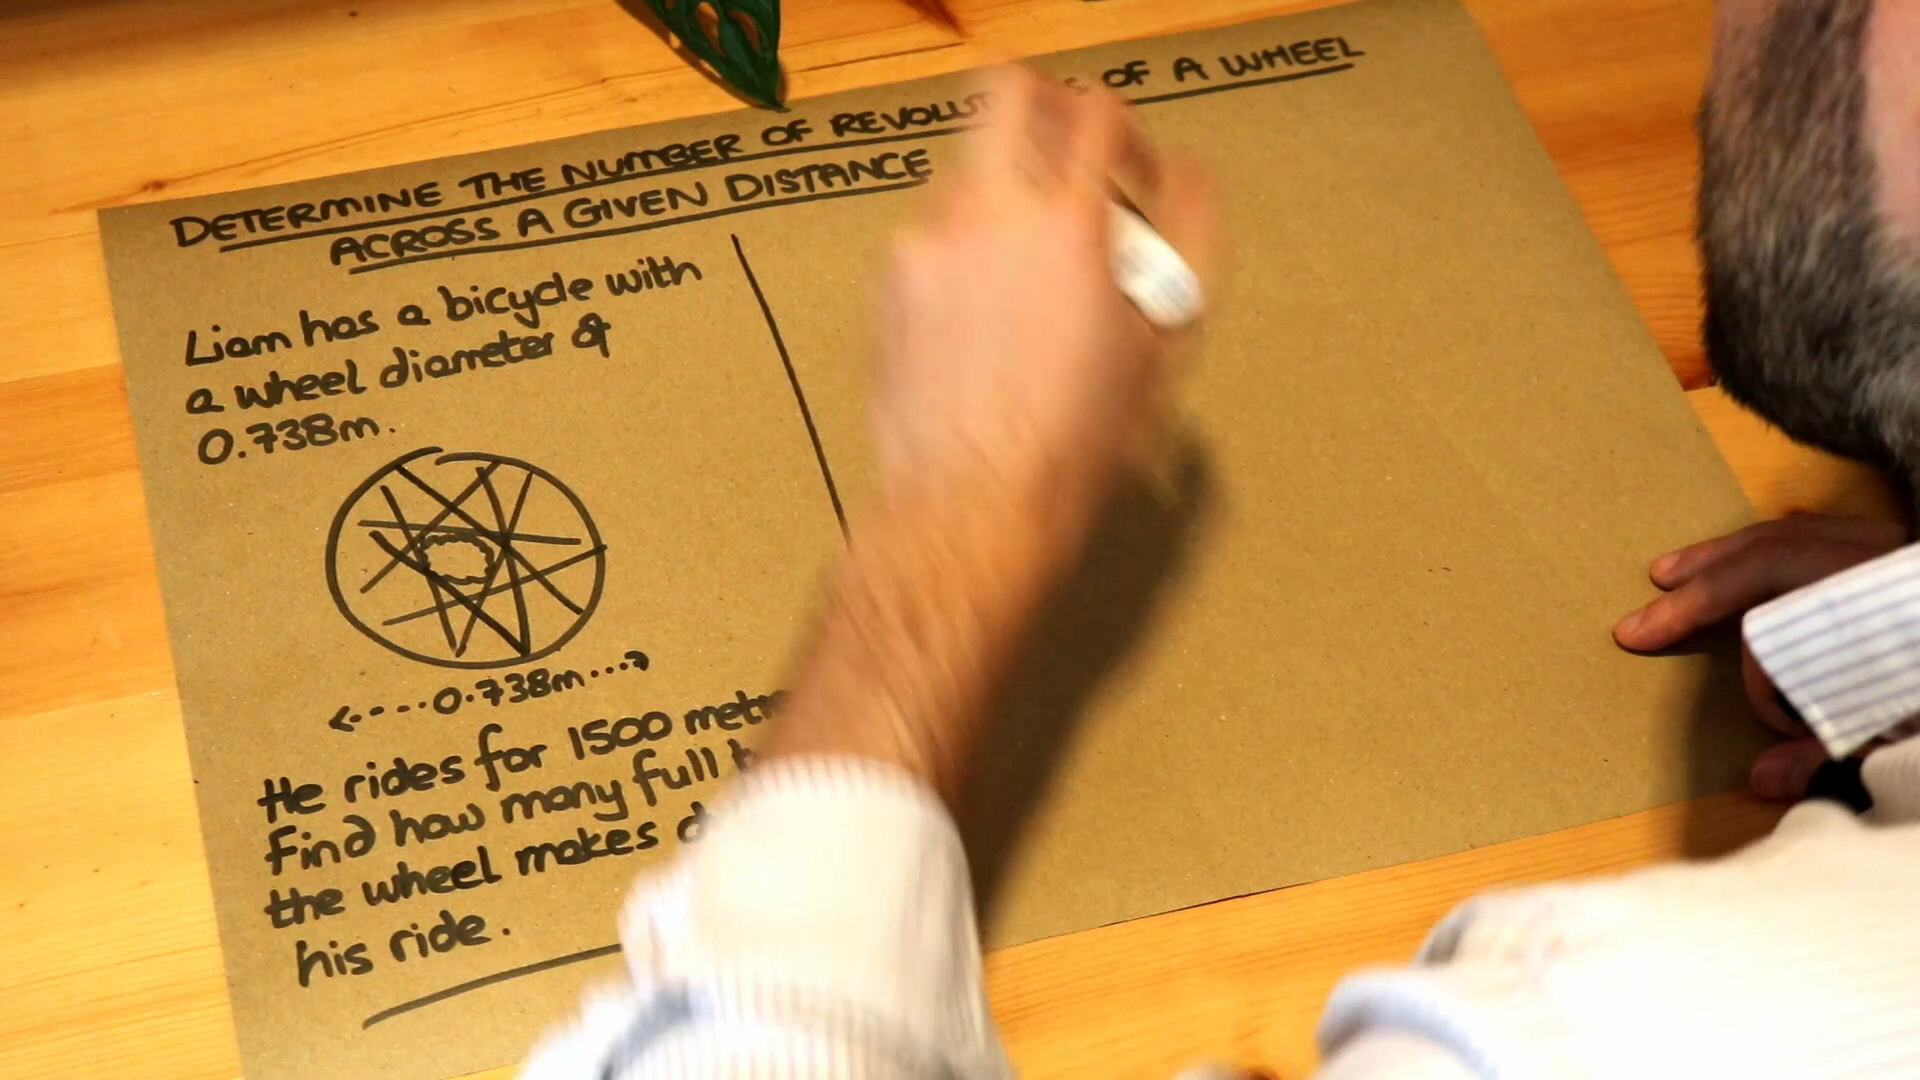 DETERMINE THE NUMBER OF OF A WHEEL
ACROSS A GIVEN DISTANCE
Liam has a bicycle with
a wheel diameter of
0.738m.
<----0.738m...>
He rides for 1500
Find how many full
the wheel makes
his ride.